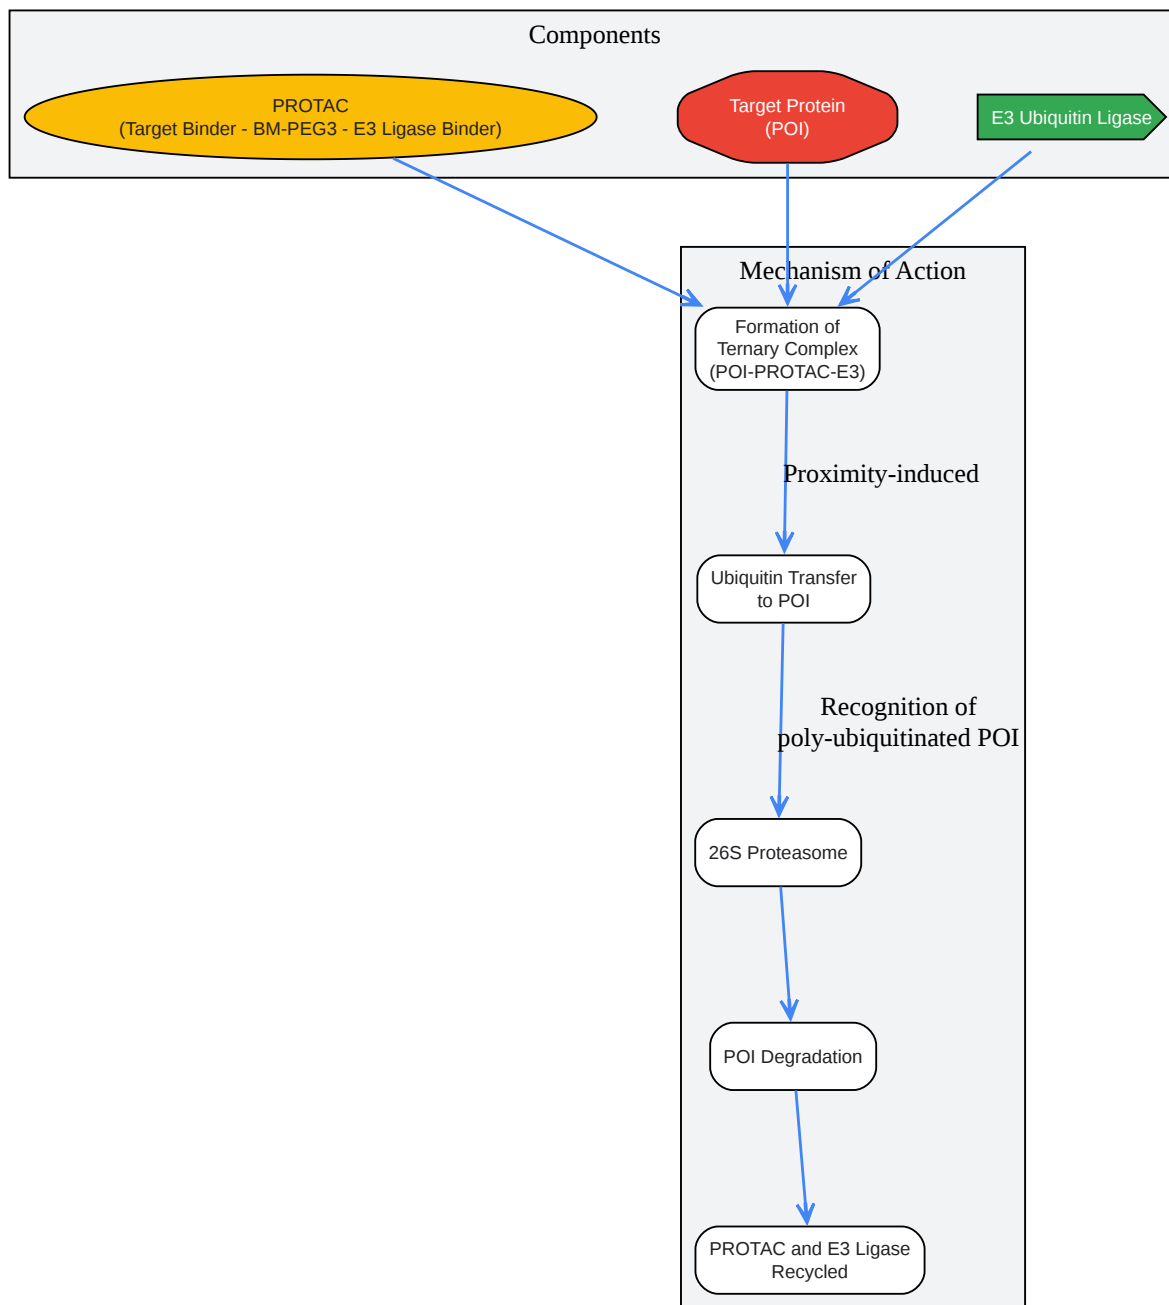 Components
PROTAC
(Target Binder - BM-PEG3 - E3 Ligase Binder)
Target Protein
(POI)
E3 Ubiquitin Ligase
Mechanism of Action
Formation of
Ternary Complex
(POI-PROTAC-E3)
Proximity-induced
Ubiquitin Transfer
to POI
Recognition of
poly-ubiquitinated POI
26S Proteasome
POI Degradation
PROTAC and E3 Ligase
Recycled